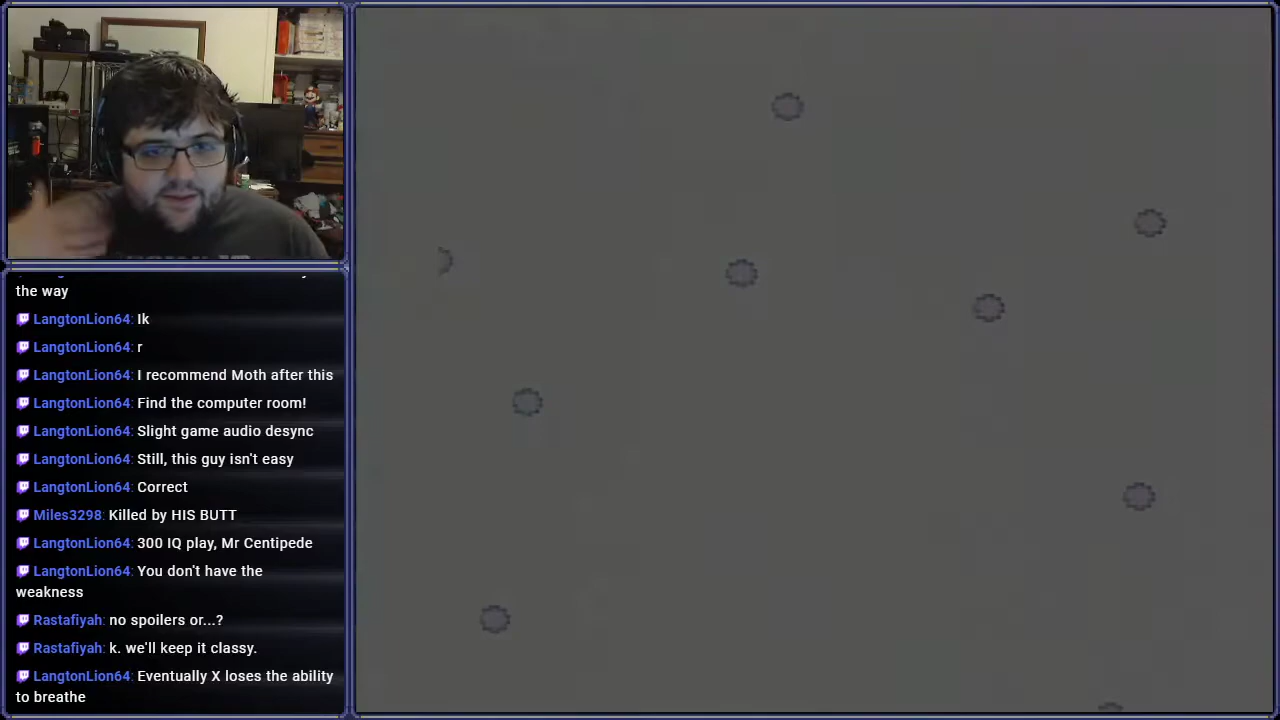 the way
LangtonLion64: Ik
LangtonLion64: r
LangtonLion64: I recommend Moth after this
LangtonLion64: Find the computer room!
LangtonLion64: Slight game audio desync
LangtonLion64: Still, this guy isn't easy
LangtonLion64: Correct
Miles3298: Killed by HIS BUTT
LangtonLion64: 300 IQ play, Mr Centipede
LangtonLion64: You don't have the
weakness
Rastafiyah: no spoilers or...?
Rastafiyah: k. we'll keep it classy.
LangtonLion64: Eventually X loses the ability
to breathe